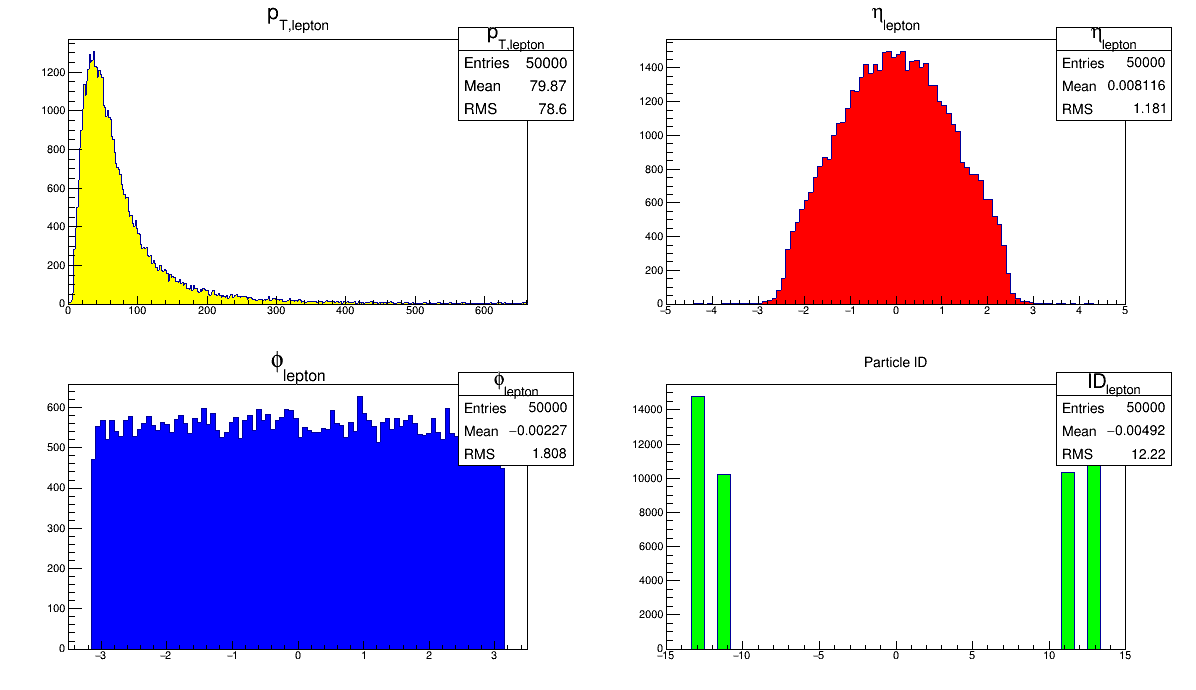 p_T,lepton
p_T,lepton
Entries 50000
Mean 79.87
RMS 78.6
0 200 400 600 800 1000 1200
0 100 200 300 400 500 600
η_lepton
η_lepton
Entries 50000
Mean 0.008116
RMS 1.181
0 200 400 600 800 1000 1200 1400
−5 −4 −3 −2 −1 0 1 2 3 4 5
ϕ_lepton
ϕ_lepton
Entries 50000
Mean −0.00227
RMS 1.808
0 100 200 300 400 500 600
−3 −2 −1 0 1 2 3
Particle ID
ID_lepton
Entries 50000
Mean −0.00492
RMS 12.22
0 2000 4000 6000 8000 10000 12000 14000
−15 −10 −5 0 5 10 15